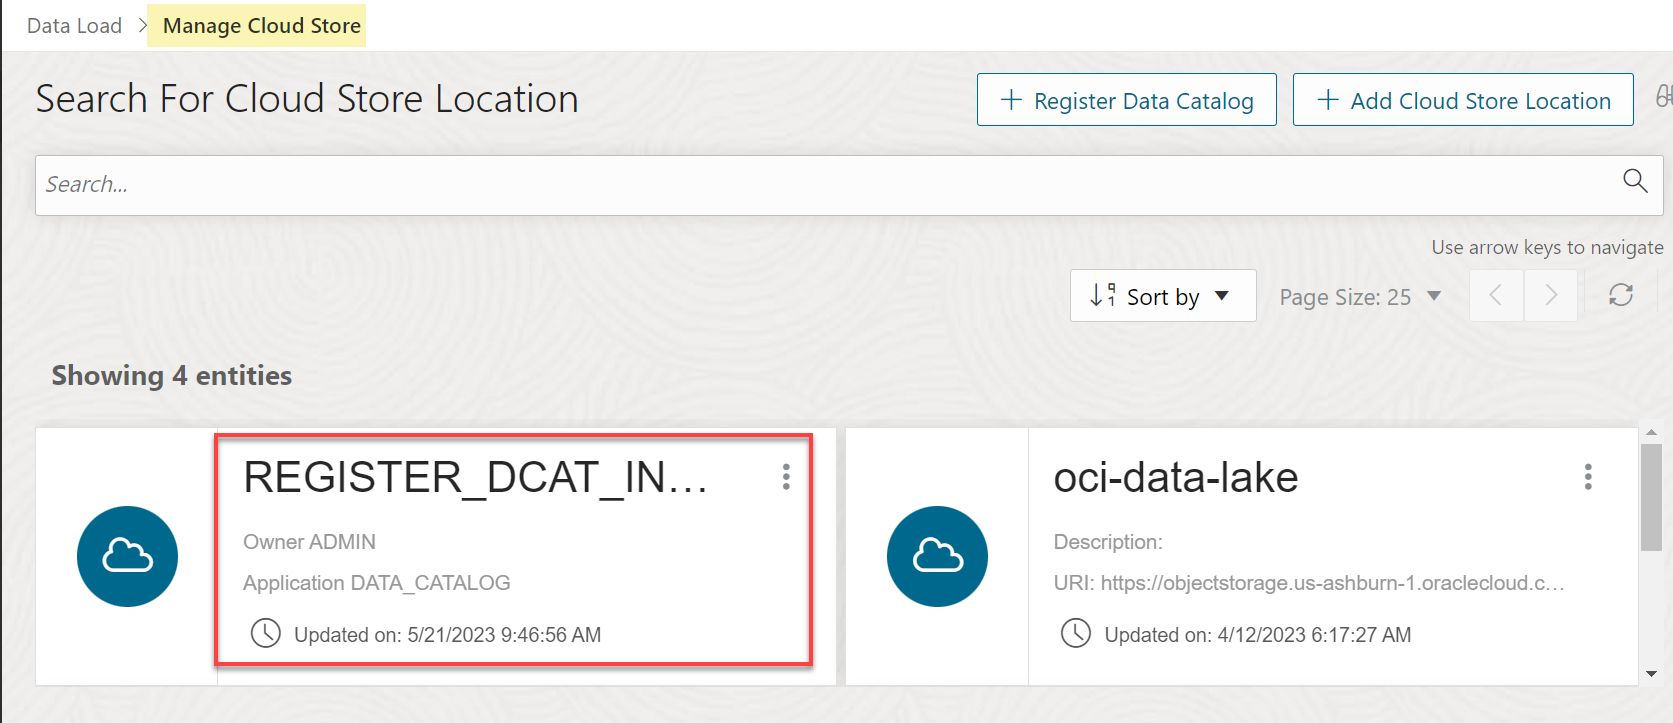 Data Load > Manage Cloud Store
Search For Cloud Store Location
+ Register Data Catalog
+ Add Cloud Store Location
Search...
Use arrow keys to navigate
Sort by
Page Size: 25
Showing 4 entities
REGISTER_DCAT_IN...
Owner ADMIN
Application DATA_CATALOG
Updated on: 5/21/2023 9:46:56 AM
oci-data-lake
Description:
URI: https://objectstorage.us-ashburn-1.oraclecloud.c...
Updated on: 4/12/2023 6:17:27 AM